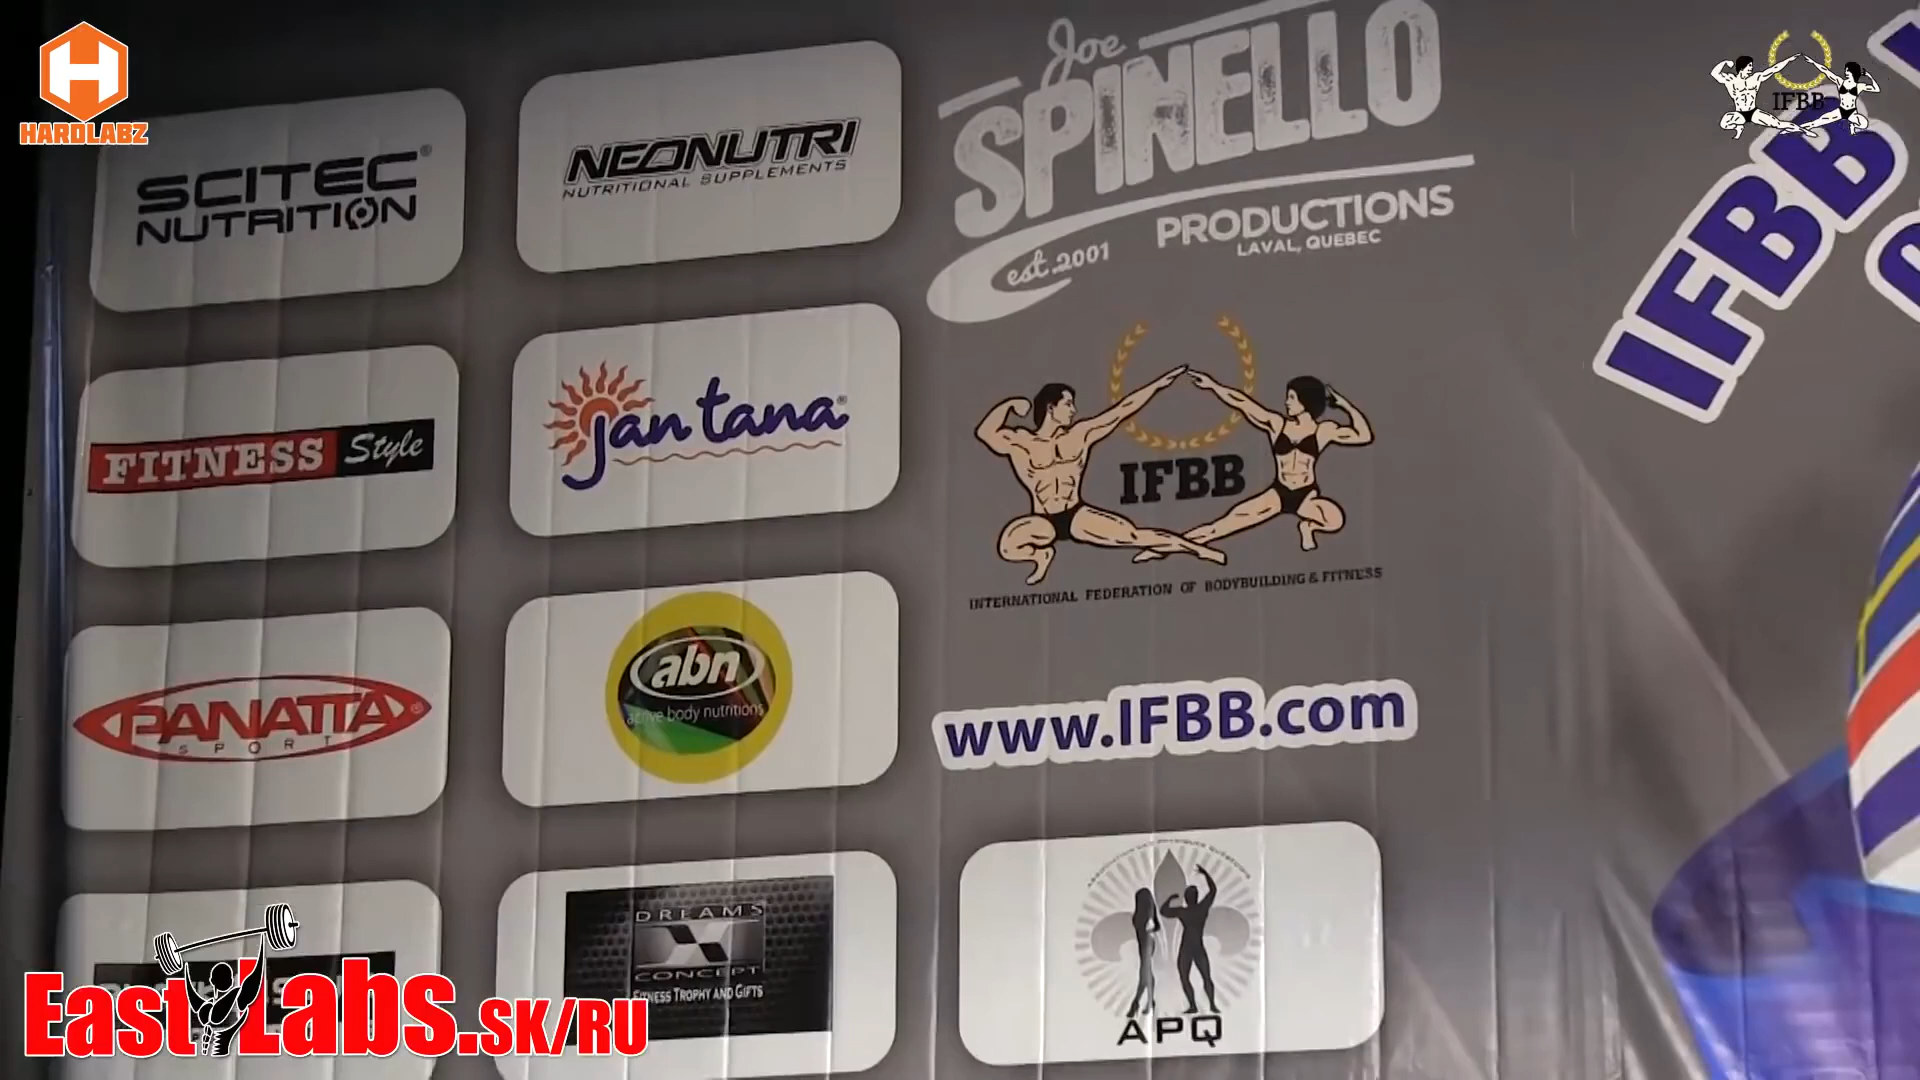 HARDLABZ
SCITEC®
NUTRITION
NEONUTRI
NUTRITIONAL SUPPLEMENTS
Joe
SPINELLO
PRODUCTIONS
LAVAL, QUEBEC
est. 2001
IFBB
IFBB
FITNESS Style
Jan tana®
IFBB
INTERNATIONAL FEDERATION OF BODYBUILDING & FITNESS
PANATTA®
SPORT
abn
active body nutritions
www.IFBB.com
DREAMS
CONCEPT
FITNESS TROPHY AND GIFTS
APQ
EastLabs.SK/RU